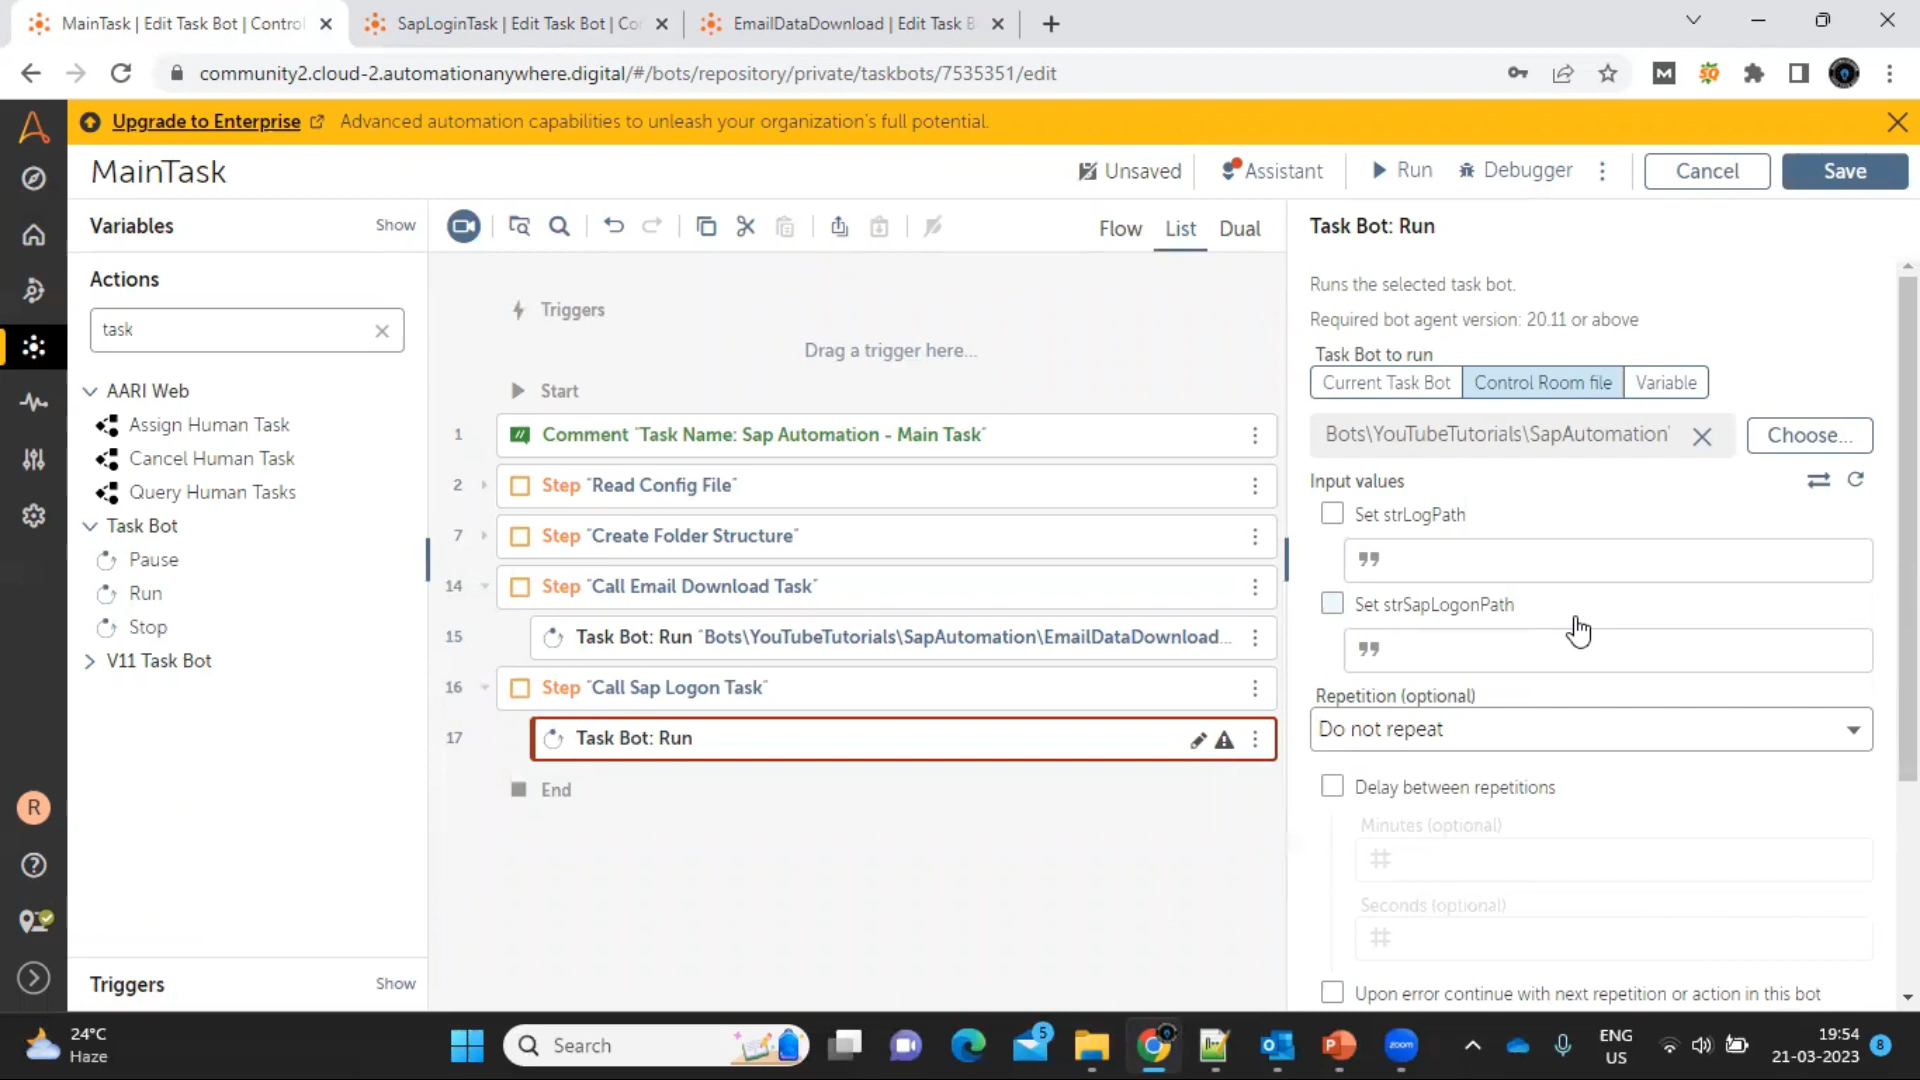 MainTask | Edit Task Bot | Control
SapLoginTask | Edit Task Bot | Co
EmailDataDownload | Edit Task B
community2.cloud-2.automationanywhere.digital/#/bots/repository/private/taskbots/7535351/edit
Upgrade to Enterprise
Advanced automation capabilities to unleash your organization's full potential.
MainTask
Unsaved
Assistant
Run
Debugger
Cancel
Save
Variables
Show
Flow
List
Dual
Actions
task
AARI Web
Assign Human Task
Cancel Human Task
Query Human Tasks
Task Bot
Pause
Run
Stop
V11 Task Bot
Triggers
Show
Triggers
Drag a trigger here...
Start
1 Comment "Task Name: Sap Automation - Main Task"
2 Step "Read Config File"
7 Step "Create Folder Structure"
14 Step "Call Email Download Task"
15 Task Bot: Run "Bots\YouTubeTutorials\SapAutomation\EmailDataDownload...
16 Step "Call Sap Logon Task"
17 Task Bot: Run
End
Task Bot: Run
Runs the selected task bot.
Required bot agent version: 20.11 or above
Task Bot to run
Current Task Bot
Control Room file
Variable
Bots\YouTubeTutorials\SapAutomation\
Choose...
Input values
Set strLogPath
Set strSapLogonPath
Repetition (optional)
Do not repeat
Delay between repetitions
Minutes (optional)
Seconds (optional)
Upon error continue with next repetition or action in this bot
R
24°C
Haze
Search
5
zoom
ENG
US
19:54
21-03-2023
8